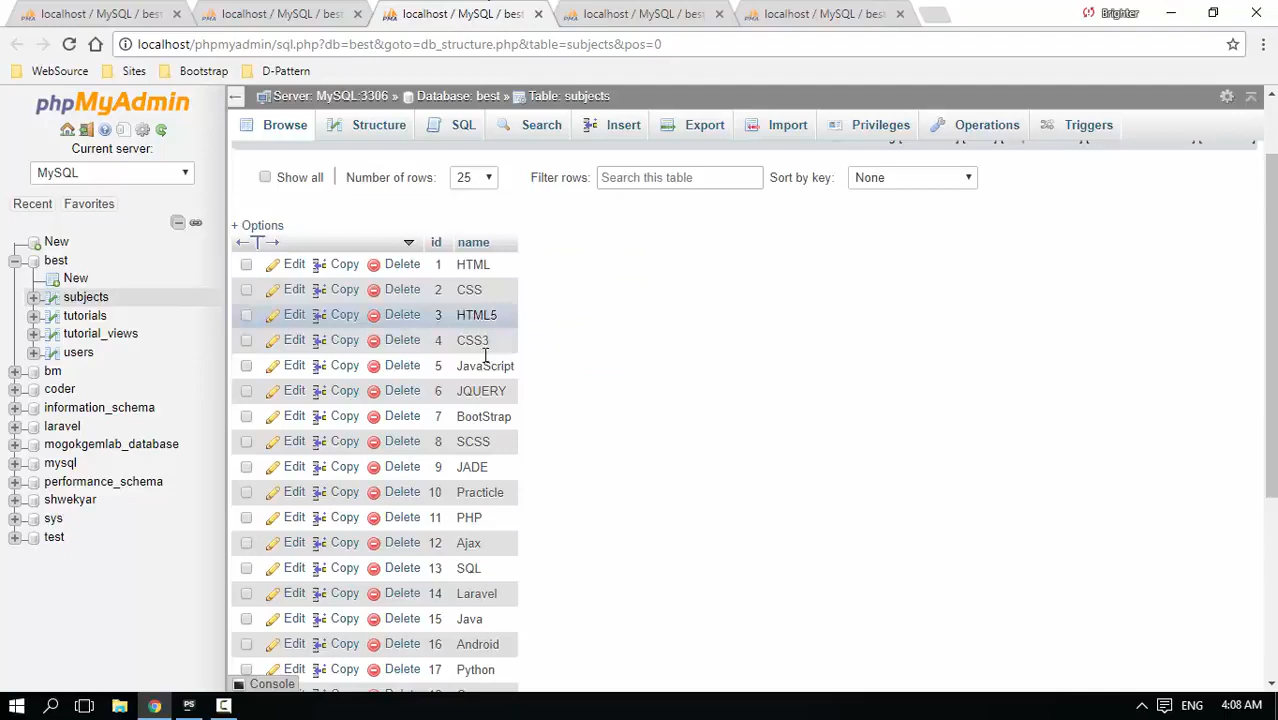 localhost / MySQL / best
localhost / MySQL / best
localhost / MySQL / best
localhost / MySQL / best
localhost / MySQL / best
Brighter
localhost/phpmyadmin/sql.php?db=best&goto=db_structure.php&table=subjects&pos=0
WebSource Sites Bootstrap D-Pattern
phpMyAdmin
Current server:
MySQL
Recent Favorites
New
best
New
subjects
tutorials
tutorial_views
users
bm
coder
information_schema
laravel
mogokgemlab_database
mysql
performance_schema
shwekyar
sys
test
Server: MySQL:3306 » Database: best » Table: subjects
Browse Structure SQL Search Insert Export Import Privileges Operations Triggers
Show all Number of rows: 25 Filter rows: Search this table Sort by key: None
+ Options
id name
Edit Copy Delete 1 HTML
Edit Copy Delete 2 CSS
Edit Copy Delete 3 HTML5
Edit Copy Delete 4 CSS3
Edit Copy Delete 5 JavaScript
Edit Copy Delete 6 JQUERY
Edit Copy Delete 7 BootStrap
Edit Copy Delete 8 SCSS
Edit Copy Delete 9 JADE
Edit Copy Delete 10 Practicle
Edit Copy Delete 11 PHP
Edit Copy Delete 12 Ajax
Edit Copy Delete 13 SQL
Edit Copy Delete 14 Laravel
Edit Copy Delete 15 Java
Edit Copy Delete 16 Android
Edit Copy Delete 17 Python
Console
ENG 4:08 AM